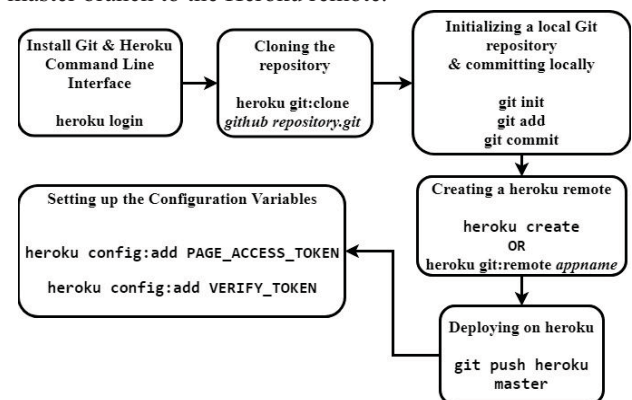 master branch to the Heroku remote.
Install Git & Heroku
Command Line
Interface
heroku login
Cloning the
repository
heroku git:clone
github repository.git
Initializing a local Git
repository
& committing locally
git init
git add
git commit
Creating a heroku remote
heroku create
OR
heroku git:remote appname
Deploying on heroku
git push heroku
master
Setting up the Configuration Variables
heroku config:add PAGE_ACCESS_TOKEN
heroku config:add VERIFY_TOKEN